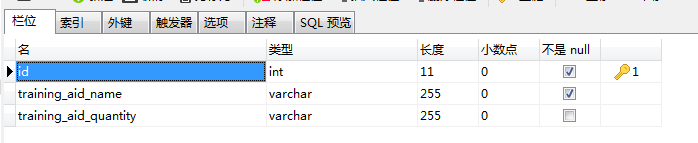 栏位 索引 外键 触发器 选项 注释 SQL 预览
名 类型 长度 小数点 不是 null
id int 11 0 1
training_aid_name varchar 255 0
training_aid_quantity varchar 255 0